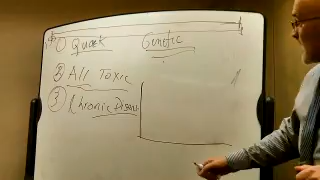 ① Quack Genetic
② All Toxic
③ Chronic Disease